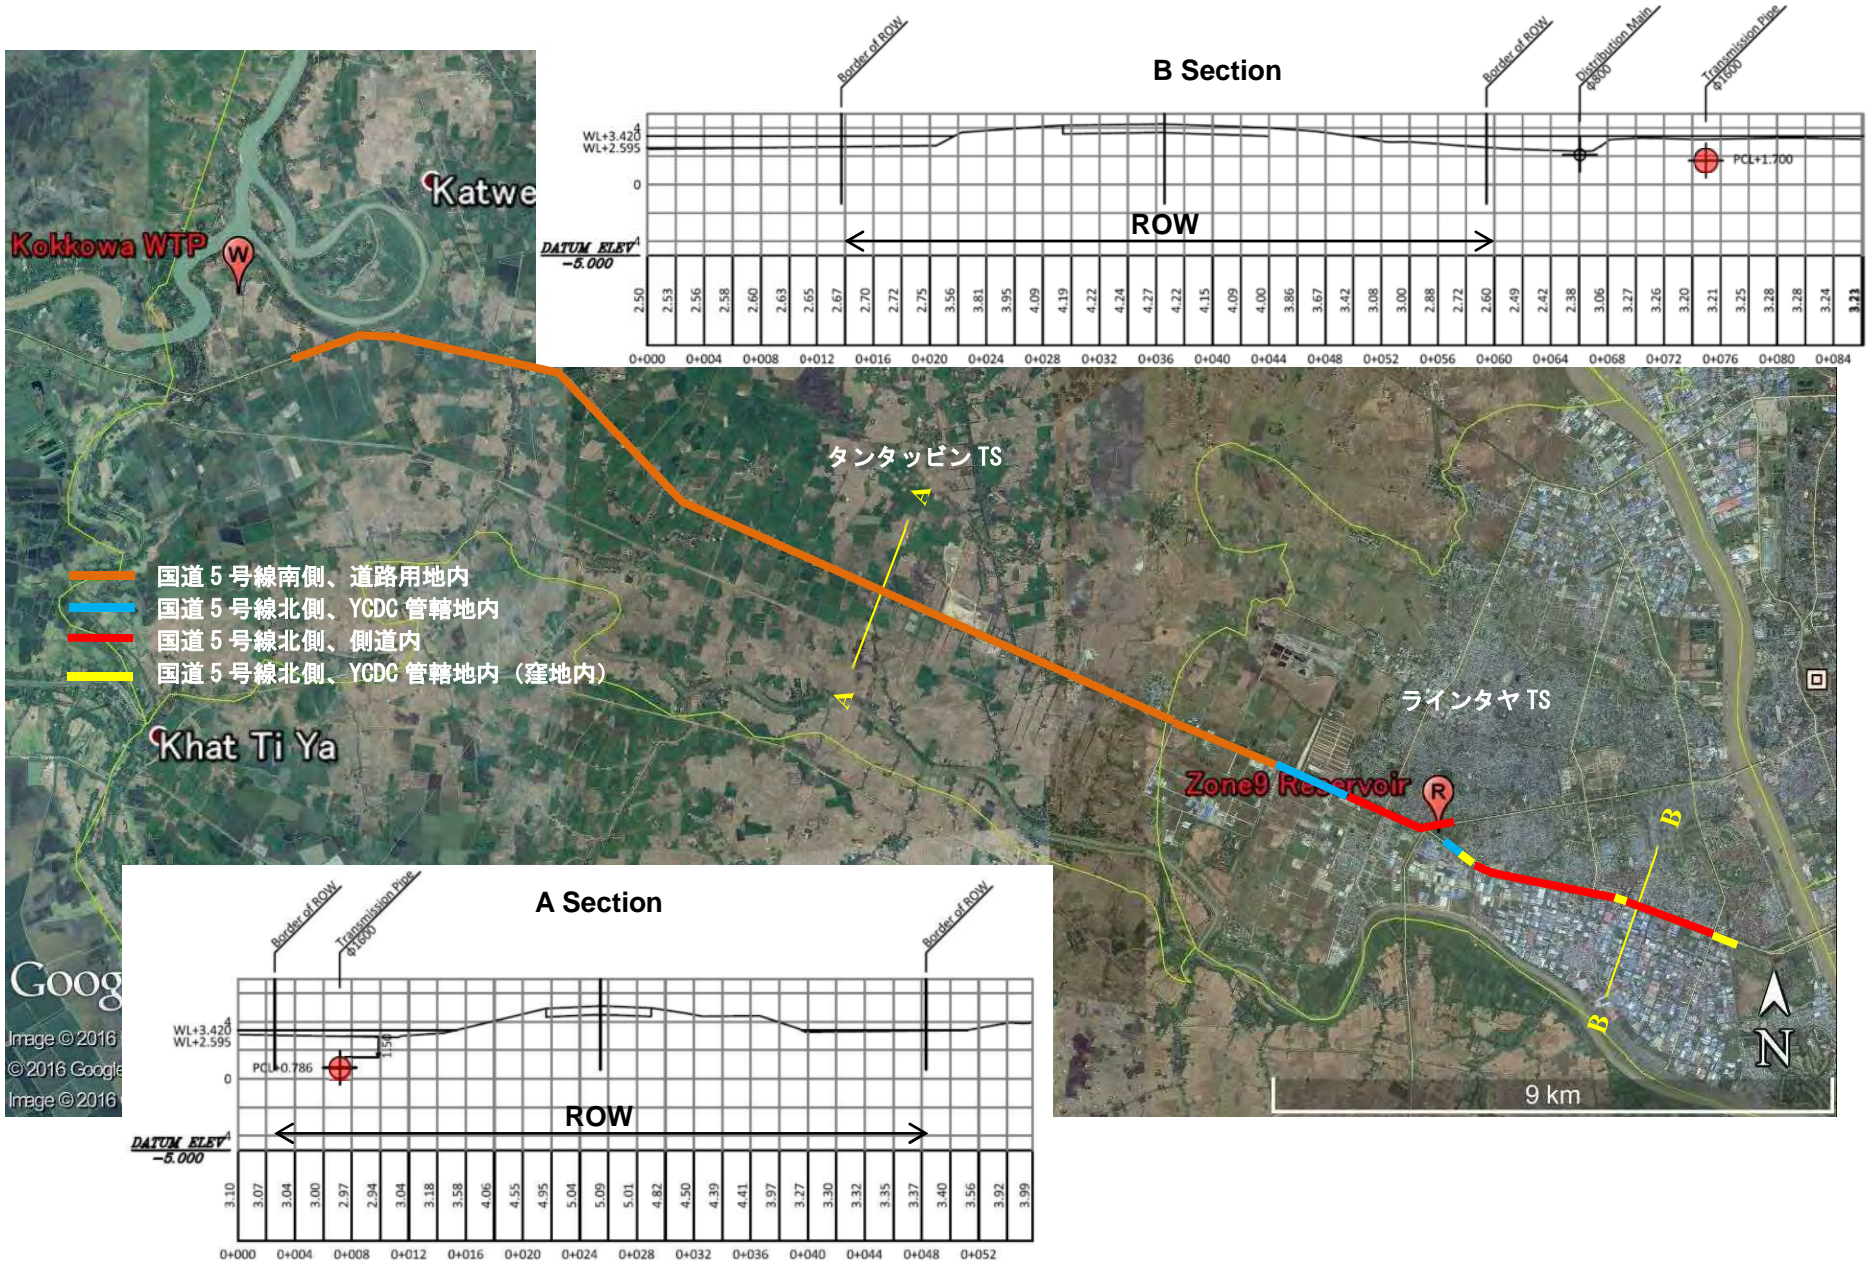 B Section
Border of ROW
Border of ROW
Distribution Main
φ800
Transmission Pipe
φ1600
4
WL+3.420
WL+2.595
PCL+1.700
0
ROW
4
DATUM ELEV
-5.000
2.50 2.53 2.56 2.58 2.60 2.63 2.65 2.67 2.70 2.72 2.75 3.56 3.81 3.95 4.09 4.19 4.22 4.24 4.27 4.22 4.15 4.09 4.00 3.86 3.67 3.42 3.08 3.00 2.88 2.72 2.60 2.49 2.42 2.38 3.06 3.27 3.26 3.20 3.21 3.25 3.28 3.28 3.24
0+000 0+004 0+008 0+012 0+016 0+020 0+024 0+028 0+032 0+036 0+040 0+044 0+048 0+052 0+056 0+060 0+064 0+068 0+072 0+076 0+080 0+084
Katwe
Kokkowa WTP
W
タンタッビン TS
A
A
国道 5 号線南側、道路用地内
国道 5 号線北側、YCDC 管轄地内
国道 5 号線北側、側道内
国道 5 号線北側、YCDC 管轄地内（窪地内）
Khat Ti Ya
ラインタヤ TS
Zone9 Reservoir
R
B
B
N
9 km
Goog
Image © 2016
© 2016 Google
Image © 2016
A Section
Border of ROW
Transmission Pipe
φ1600
Border of ROW
4
WL+3.420
WL+2.595
1.50
PCL+0.786
0
ROW
4
DATUM ELEV
-5.000
3.10 3.07 3.04 3.00 2.97 2.94 3.04 3.18 3.58 4.06 4.55 4.95 5.04 5.09 5.01 4.82 4.50 4.39 4.41 3.97 3.27 3.30 3.32 3.35 3.37 3.40 3.56 3.92 3.99
0+000 0+004 0+008 0+012 0+016 0+020 0+024 0+028 0+032 0+036 0+040 0+044 0+048 0+052